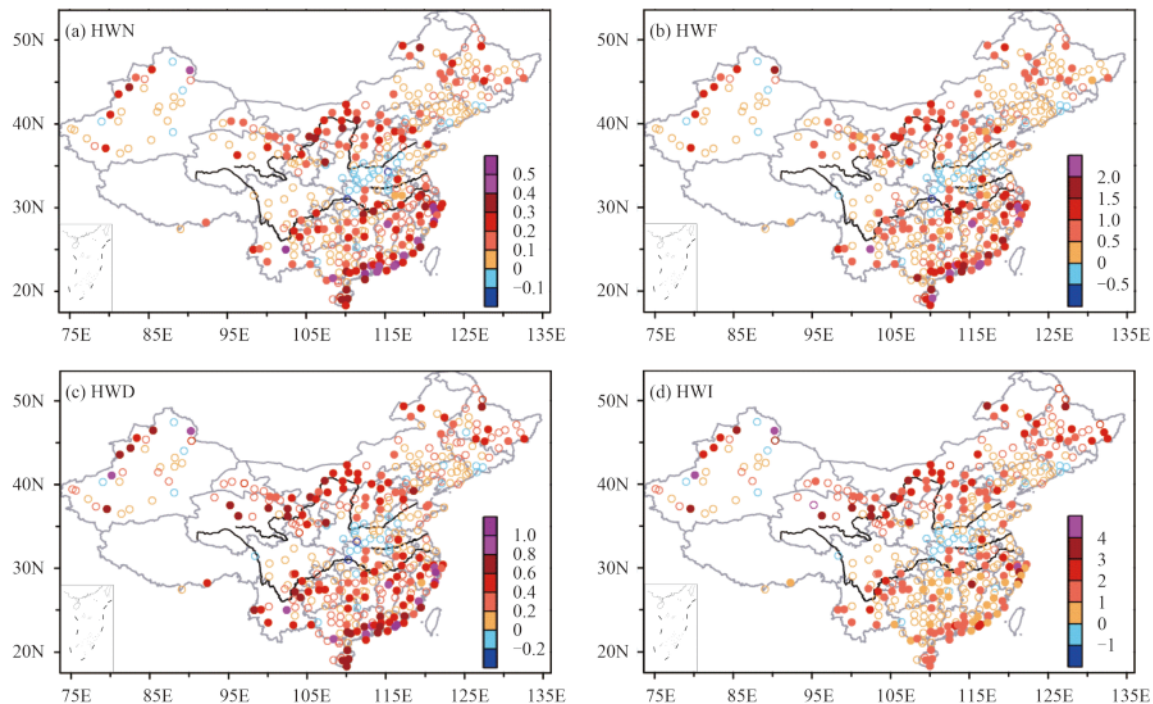 (a) HWN
50N
40N
30N
20N
0.5
0.4
0.3
0.2
0.1
0
−0.1
75E 85E 95E 105E 115E 125E 135E
(b) HWF
50N
40N
30N
20N
2.0
1.5
1.0
0.5
0
−0.5
75E 85E 95E 105E 115E 125E 135E
(c) HWD
50N
40N
30N
20N
1.0
0.8
0.6
0.4
0.2
0
−0.2
75E 85E 95E 105E 115E 125E 135E
(d) HWI
50N
40N
30N
20N
4
3
2
1
0
−1
75E 85E 95E 105E 115E 125E 135E